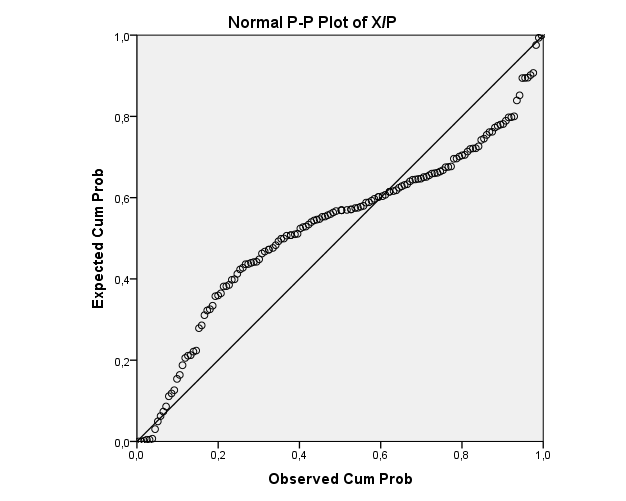 Normal P-P Plot of X/P
1,0
0,8
0,6
0,4
0,2
0,0
Expected Cum Prob
0,0 0,2 0,4 0,6 0,8 1,0
Observed Cum Prob